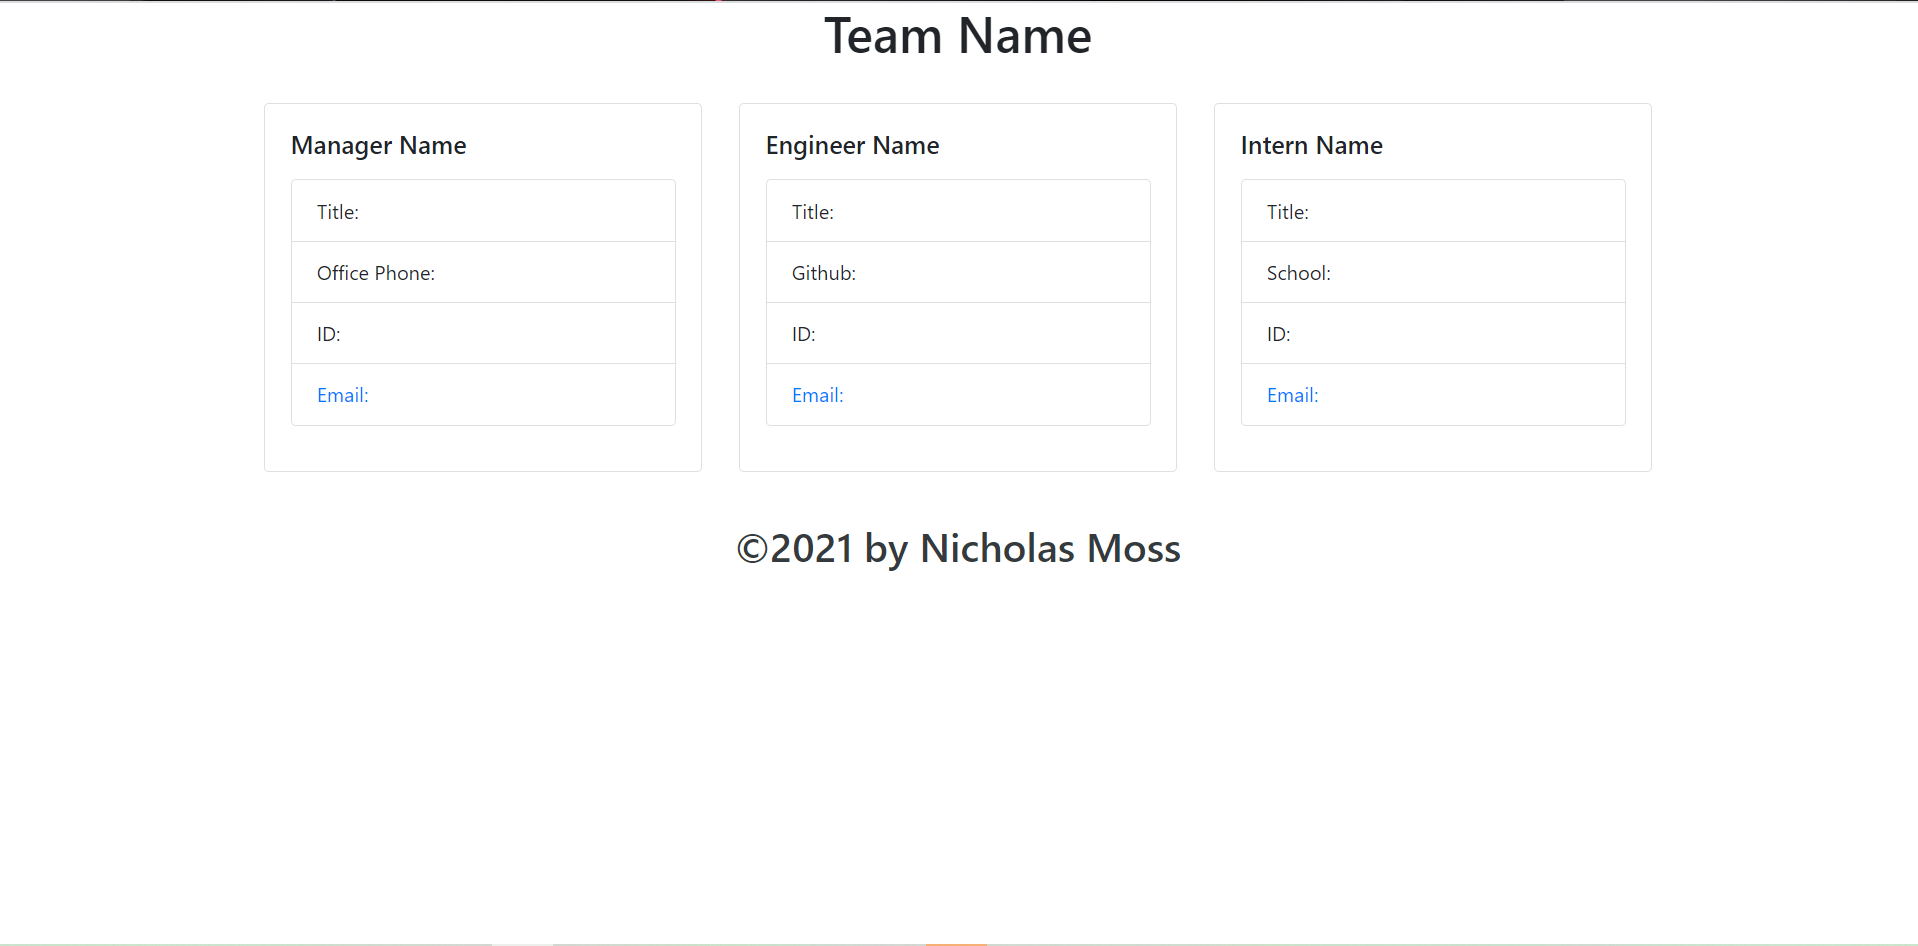 Team Name
Manager Name
Title:
Office Phone:
ID:
Email:
Engineer Name
Title:
Github:
ID:
Email:
Intern Name
Title:
School:
ID:
Email:
©2021 by Nicholas Moss